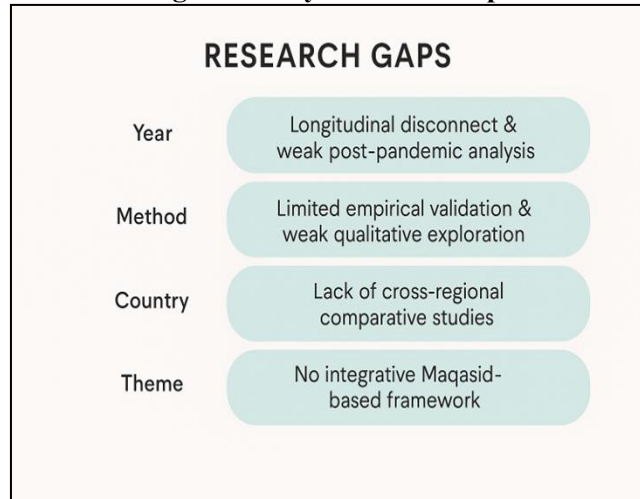 RESEARCH GAPS
Year
Longitudinal disconnect &
weak post-pandemic analysis
Method
Limited empirical validation &
weak qualitative exploration
Country
Lack of cross-regional
comparative studies
Theme
No integrative Maqasid-
based framework